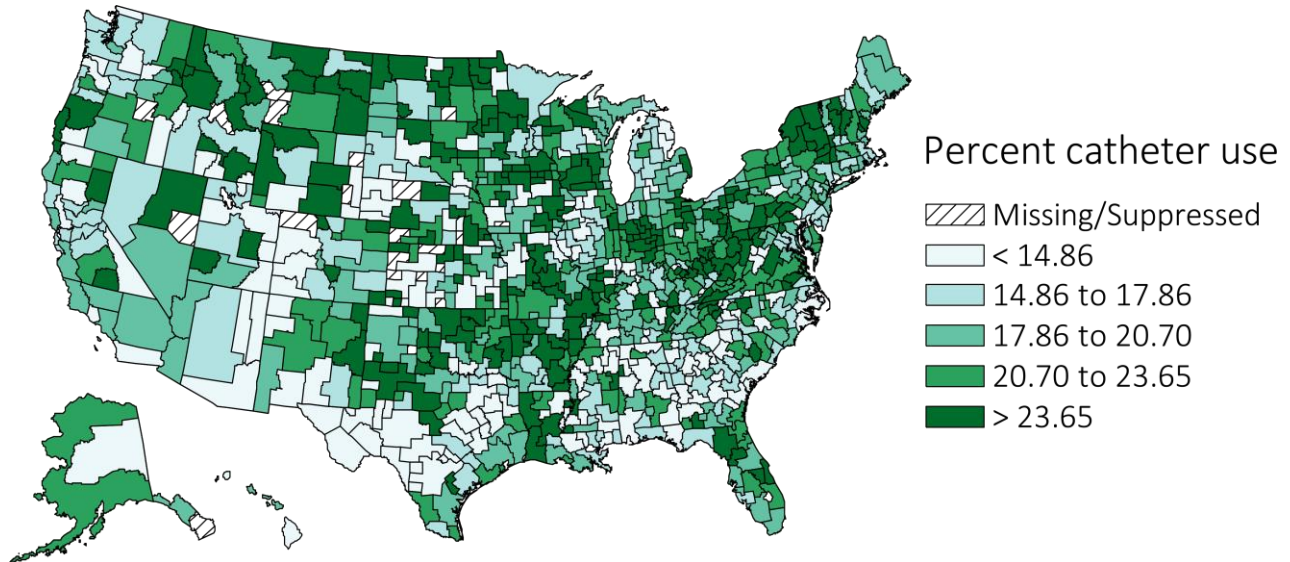 Percent catheter use
Missing/Suppressed
< 14.86
14.86 to 17.86
17.86 to 20.70
20.70 to 23.65
> 23.65